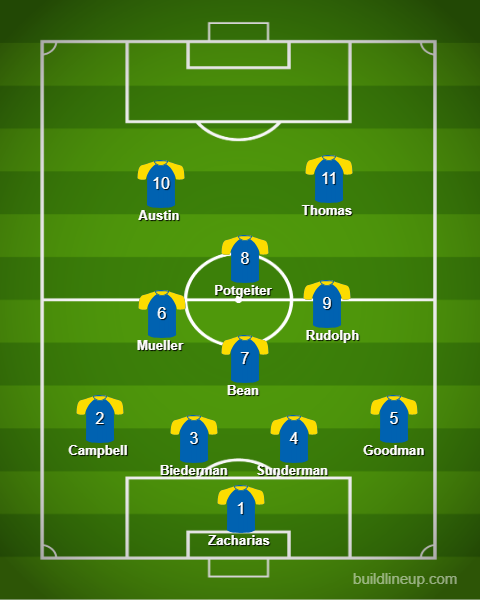 10
Austin
11
Thomas
8
Potgeiter
6
Mueller
9
Rudolph
7
Bean
2
Campbell
3
Biederman
4
Sunderman
5
Goodman
1
Zacharias
buildlineup.com